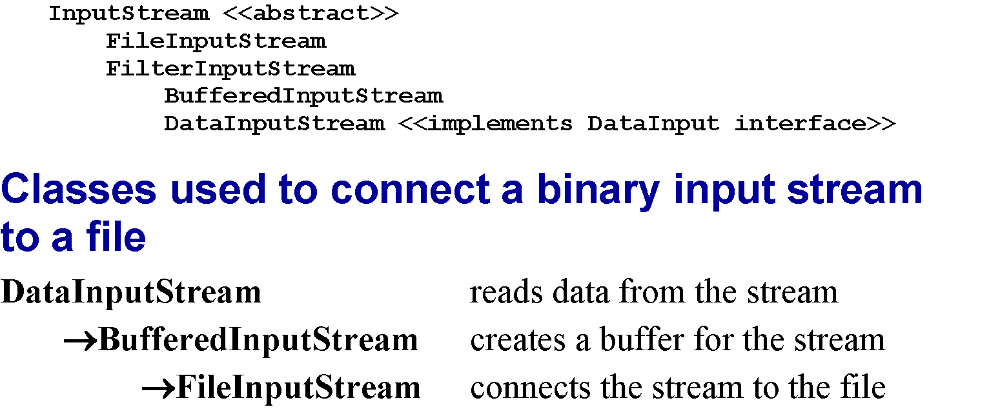 InputStream <<abstract>>
FileInputStream
FilterInputStream
BufferedInputStream
DataInputStream <<implements DataInput interface>>
Classes used to connect a binary input stream
to a file
DataInputStream reads data from the stream
→BufferedInputStream creates a buffer for the stream
→FileInputStream connects the stream to the file